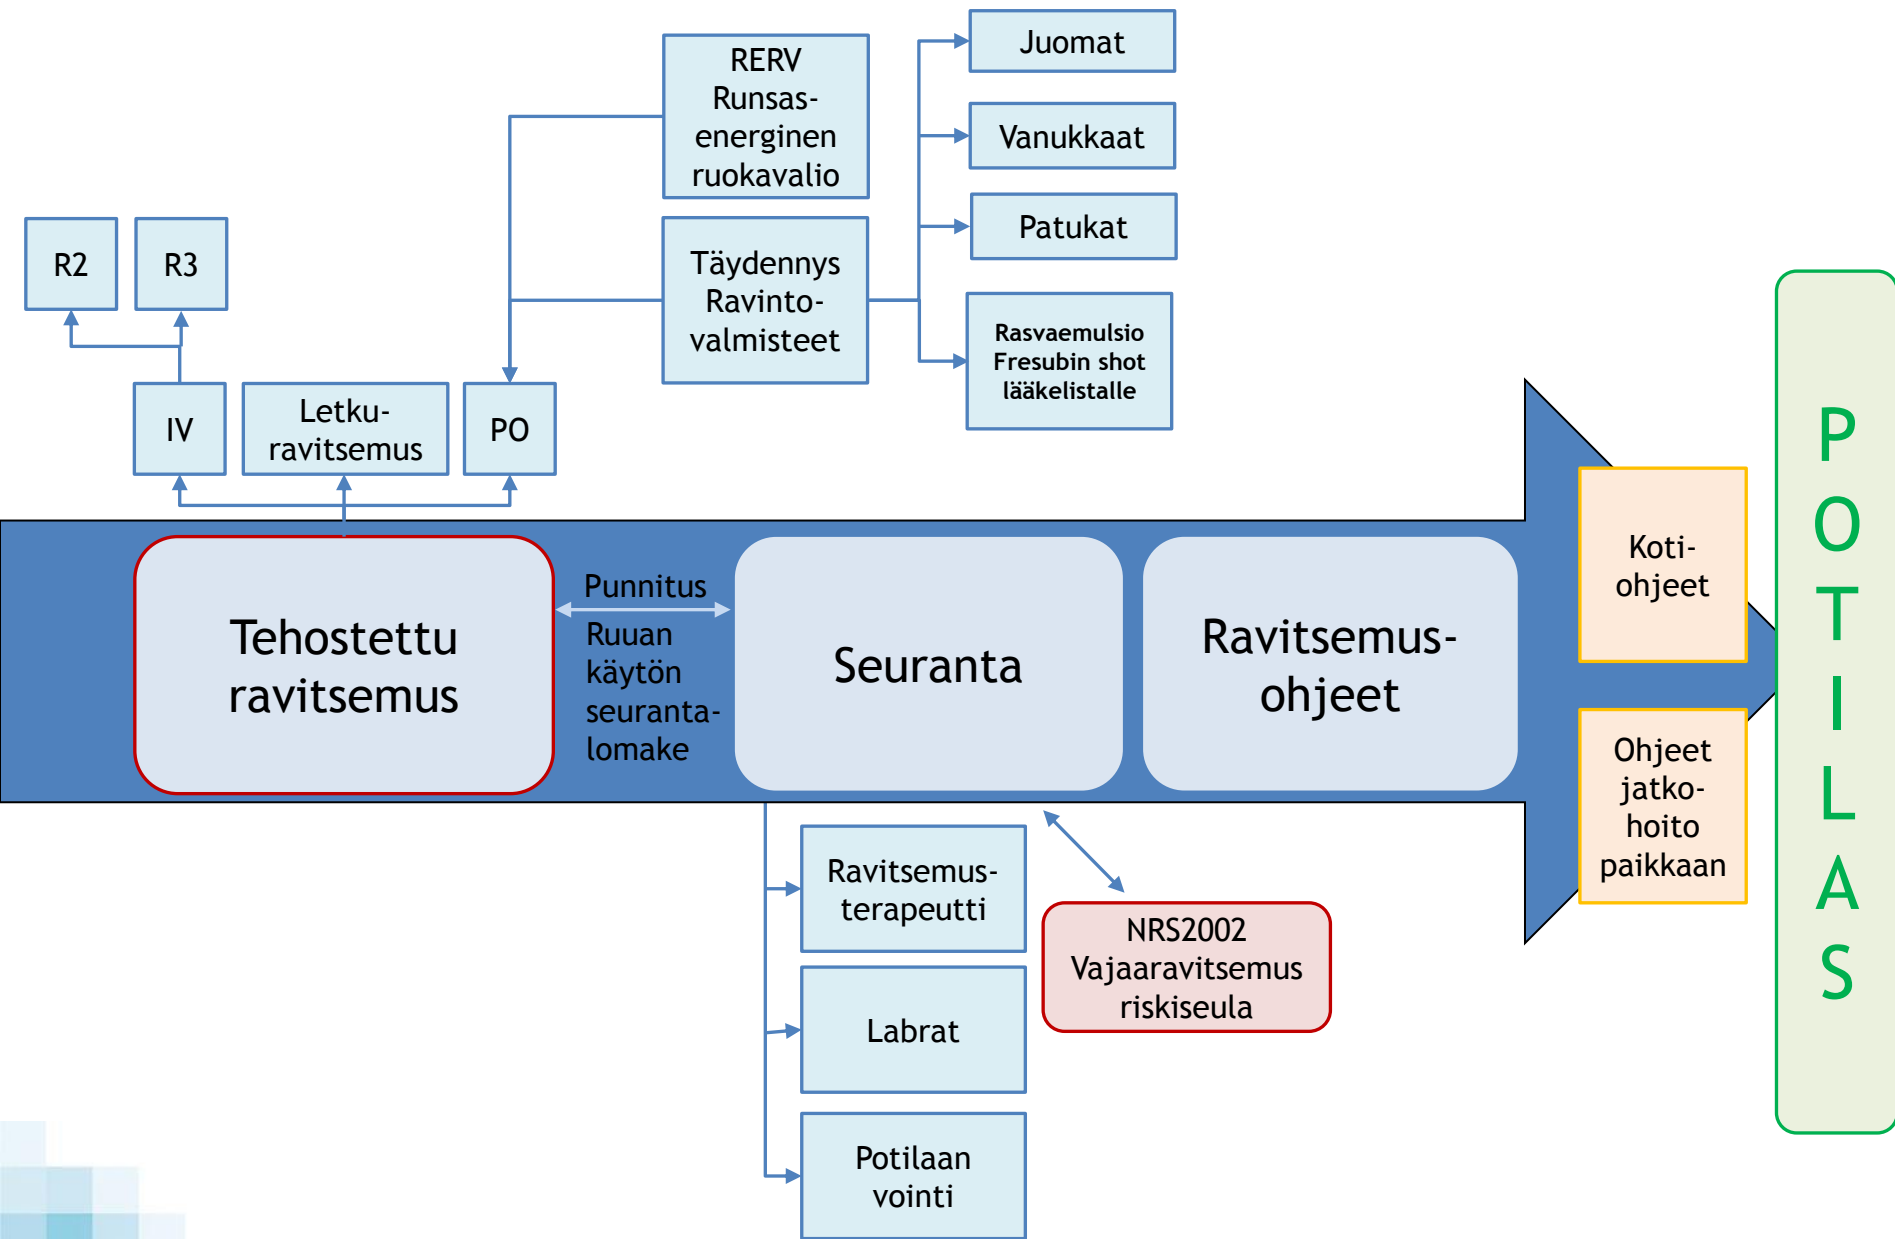 RERV
Runsas-
energinen
ruokavalio
Juomat
Vanukkaat
Patukat
Täydennys
Ravinto-
valmisteet
Rasvaemulsio
Fresubin shot
lääkelistalle
R2
R3
IV
Letku-
ravitsemus
PO
Tehostettu
ravitsemus
Punnitus
Ruuan
käytön
seuranta-
lomake
Seuranta
Ravitsemus-
ohjeet
Koti-
ohjeet
Ohjeet
jatko-
hoito
paikkaan
P
O
T
I
L
A
S
Ravitsemus-
terapeutti
Labrat
Potilaan
vointi
NRS2002
Vajaaravitsemus
riskiseula